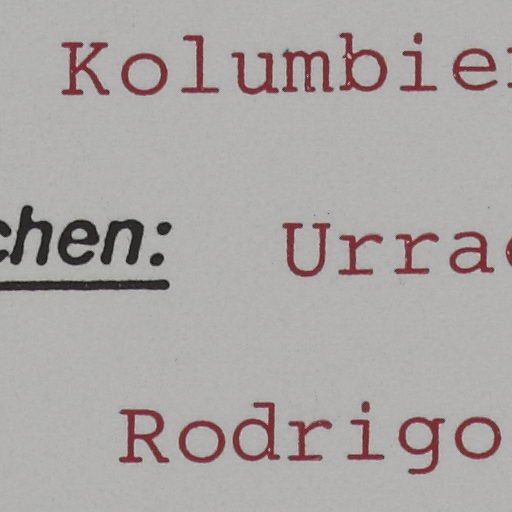 Kolumbie
chen: Urra
Rodrigo